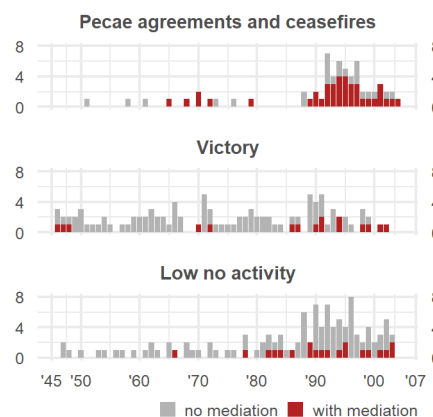 Pecae agreements and ceasefires
8
4
0
Victory
8
4
0
Low no activity
8
4
0
'45 '50 '60 '70 '80 '90 '00 '07
no mediation with mediation